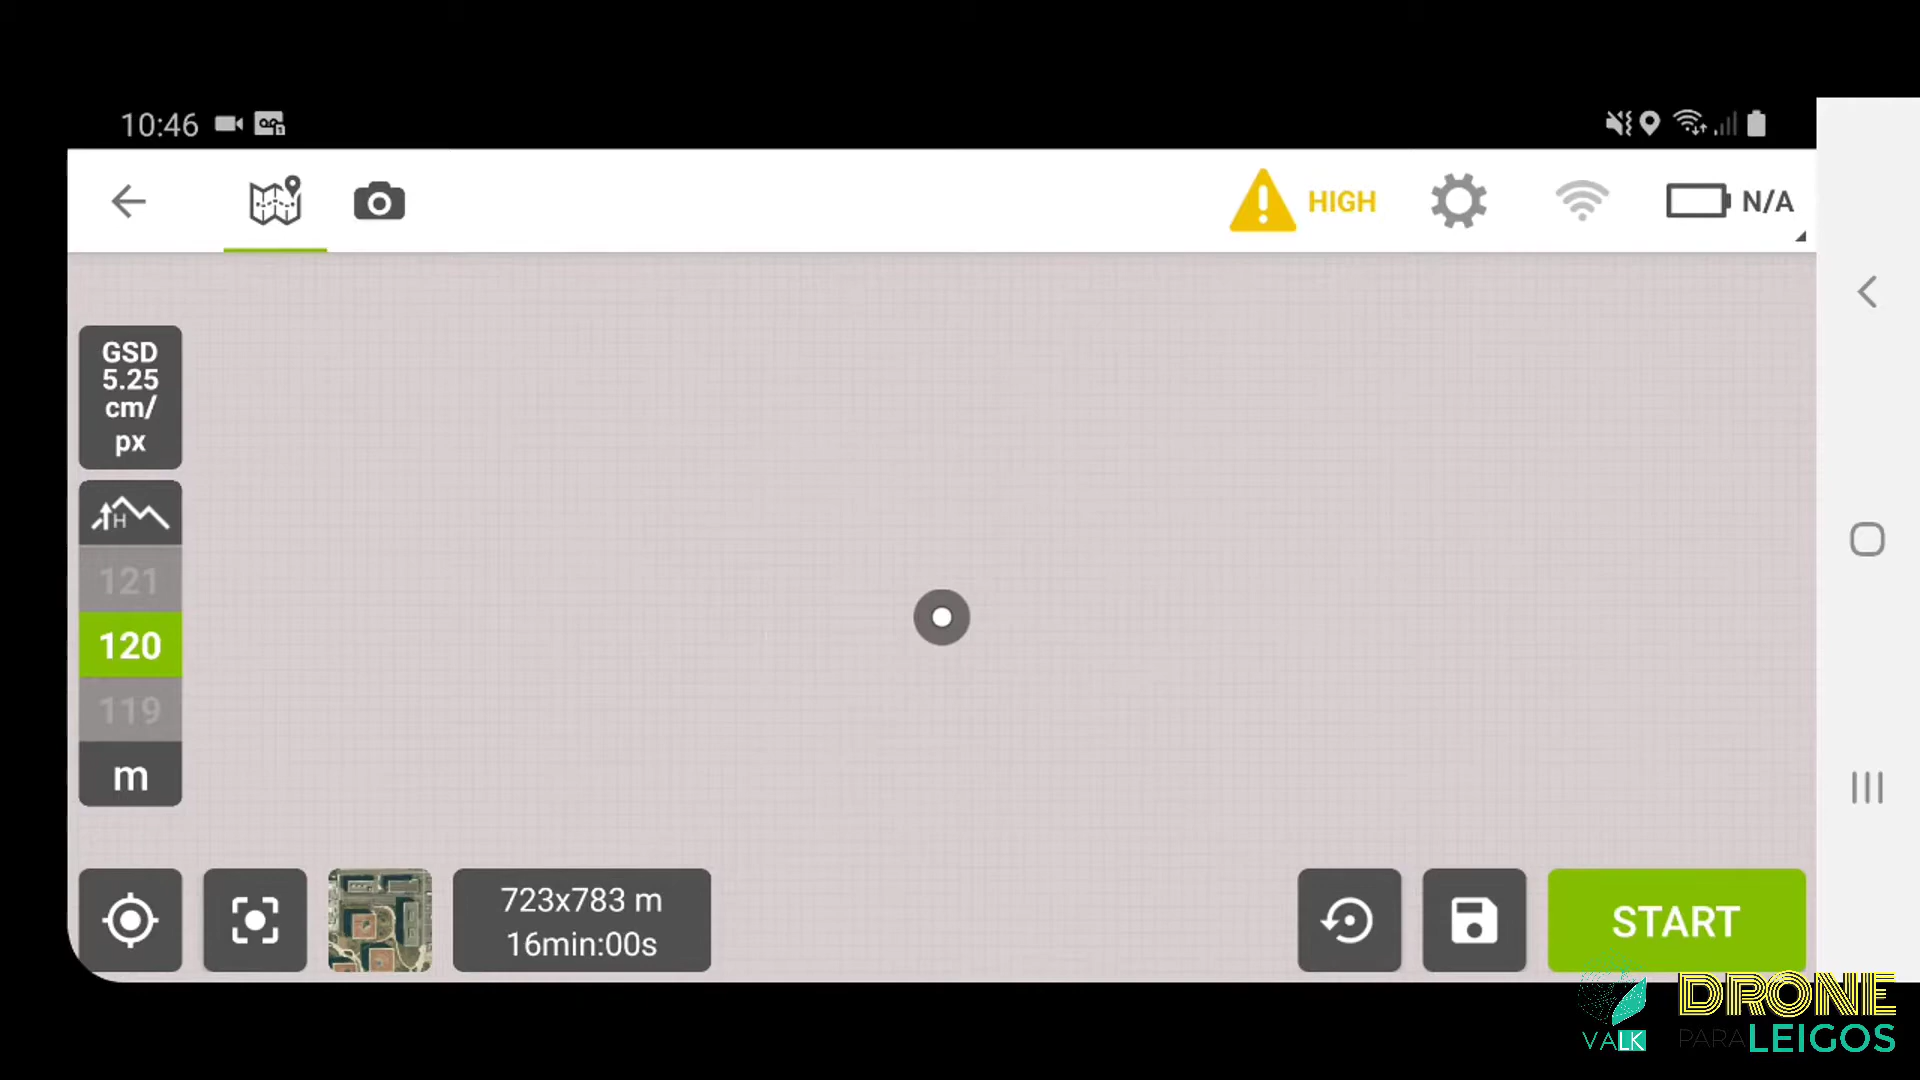 10:46
HIGH
N/A
GSD
5.25
cm/
px
H
121
120
119
m
723x783 m
16min:00s
START
DRONE
VALK
PARALEIGOS